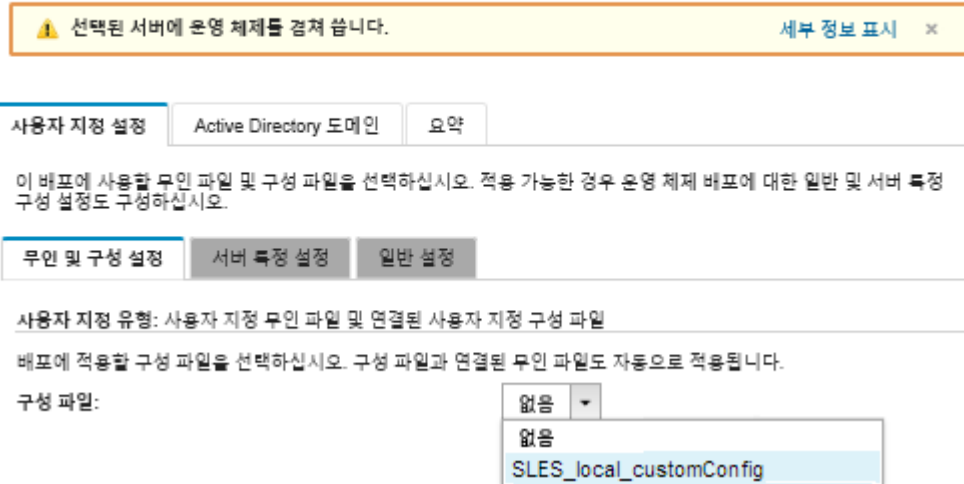 선택된 서버에 운영 체제를 겹쳐 씁니다. 세부 정보 표시 ×
사용자 지정 설정 Active Directory 도메인 요약
이 배포에 사용할 무인 파일 및 구성 파일을 선택하십시오. 적용 가능한 경우 운영 체제 배포에 대한 일반 및 서버 특정
구성 설정도 구성하십시오.
무인 및 구성 설정 서버 특정 설정 일반 설정
사용자 지정 유형: 사용자 지정 무인 파일 및 연결된 사용자 지정 구성 파일
배포에 적용할 구성 파일을 선택하십시오. 구성 파일과 연결된 무인 파일도 자동으로 적용됩니다.
구성 파일: 없음
없음
SLES_local_customConfig